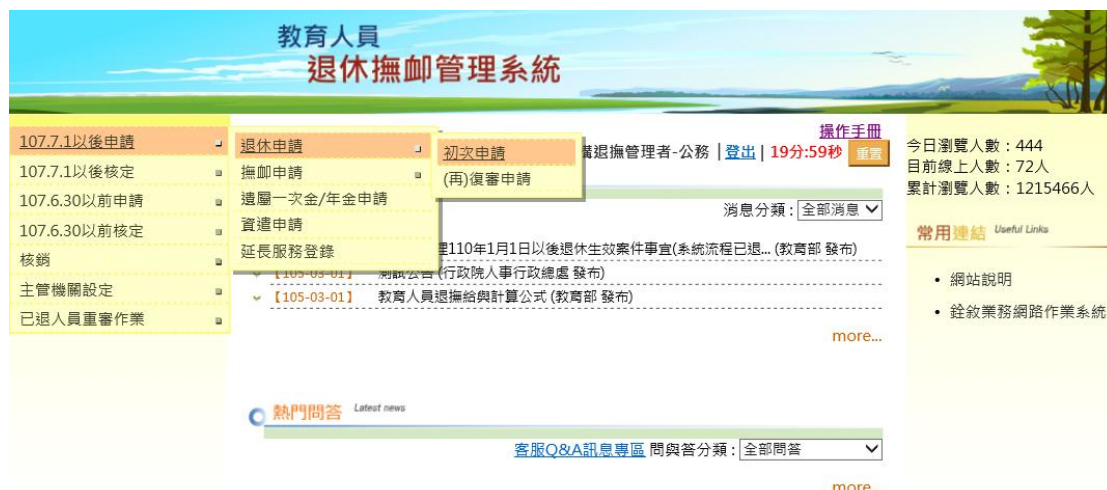 教育人員
退休撫卹管理系統
107.7.1以後申請
107.7.1以後核定
107.6.30以前申請
107.6.30以前核定
核銷
主管機關設定
已退人員重審作業
退休申請
撫卹申請
遺屬一次金/年金申請
資遣申請
延長服務登錄
初次申請
(再)復審申請
操作手冊
構退撫管理者-公務 | 登出 | 19分:59秒 重置
消息分類 : 全部消息
理110年1月1日以後退休生效案件事宜(系統流程已退... (教育部 發布)
【105-03-01】 測試公告 (行政院人事行政總處 發布)
【105-03-01】 教育人員退撫給與計算公式 (教育部 發布)
more...
熱門問答 Latest news
客服Q&A訊息專區 問與答分類 : 全部問答
more...
今日瀏覽人數 : 444
目前線上人數 : 72人
累計瀏覽人數 : 1215466人
常用連結 Useful Links
• 網站說明
• 銓敘業務網路作業系統